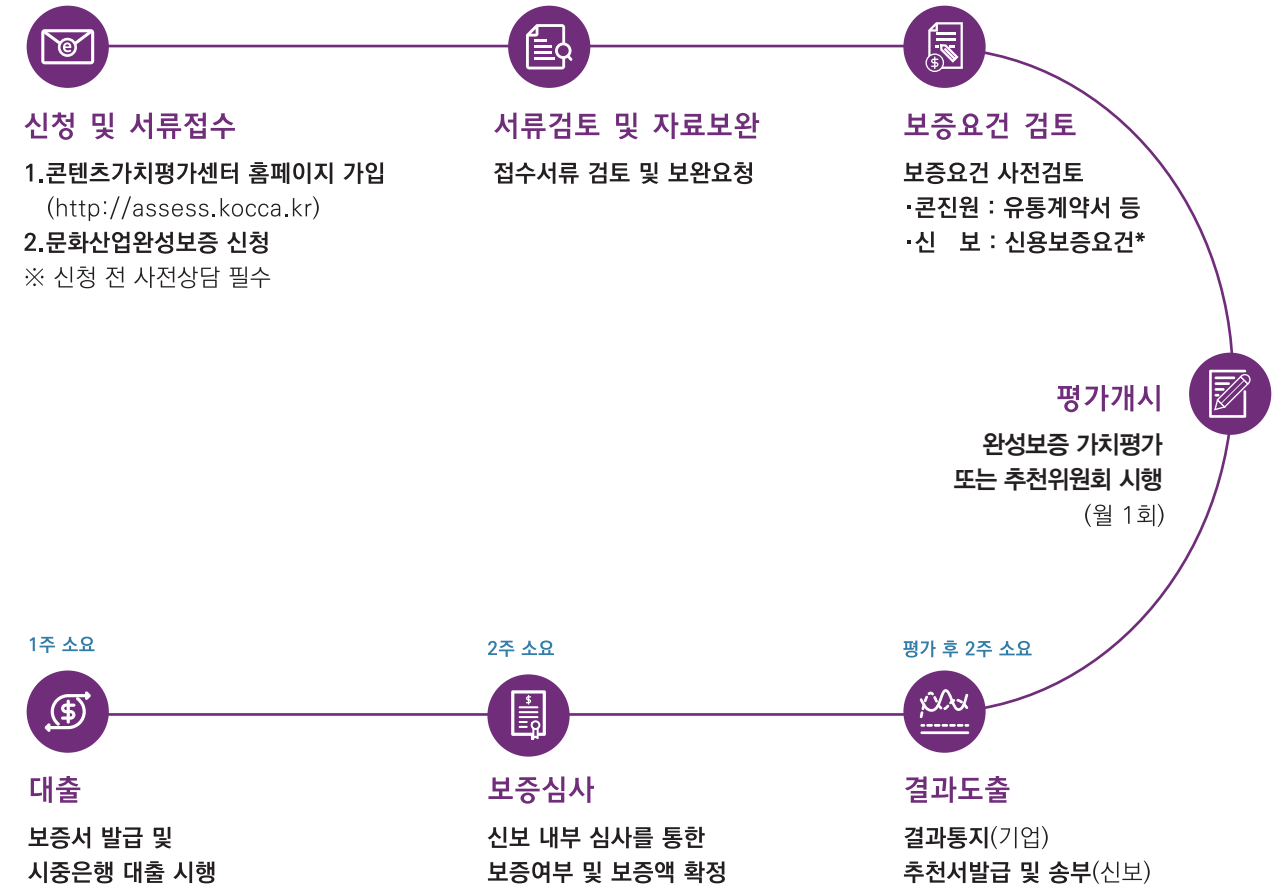 신청 및 서류접수
1.콘텐츠가치평가센터 홈페이지 가입
(http://assess.kocca.kr)
2.문화산업완성보증 신청
※ 신청 전 사전상담 필수
서류검토 및 자료보완
접수서류 검토 및 보완요청
보증요건 검토
보증요건 사전검토
·콘진원 : 유통계약서 등
·신 보 : 신용보증요건*
평가개시
완성보증 가치평가
또는 추천위원회 시행
(월 1회)
평가 후 2주 소요
결과도출
결과통지(기업)
추천서발급 및 송부(신보)
2주 소요
보증심사
신보 내부 심사를 통한
보증여부 및 보증액 확정
1주 소요
대출
보증서 발급 및
시중은행 대출 시행